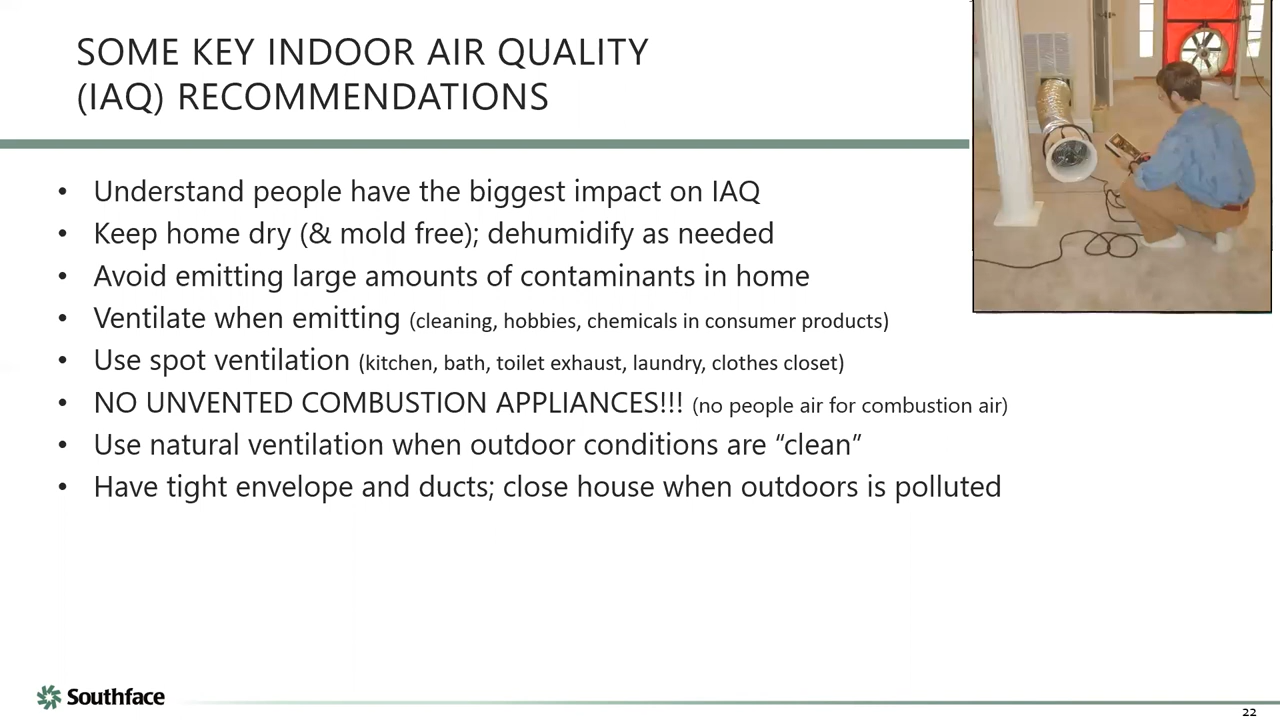 SOME KEY INDOOR AIR QUALITY
(IAQ) RECOMMENDATIONS
• Understand people have the biggest impact on IAQ
• Keep home dry (& mold free); dehumidify as needed
• Avoid emitting large amounts of contaminants in home
• Ventilate when emitting (cleaning, hobbies, chemicals in consumer products)
• Use spot ventilation (kitchen, bath, toilet exhaust, laundry, clothes closet)
• NO UNVENTED COMBUSTION APPLIANCES!!! (no people air for combustion air)
• Use natural ventilation when outdoor conditions are “clean”
• Have tight envelope and ducts; close house when outdoors is polluted
Southface
22